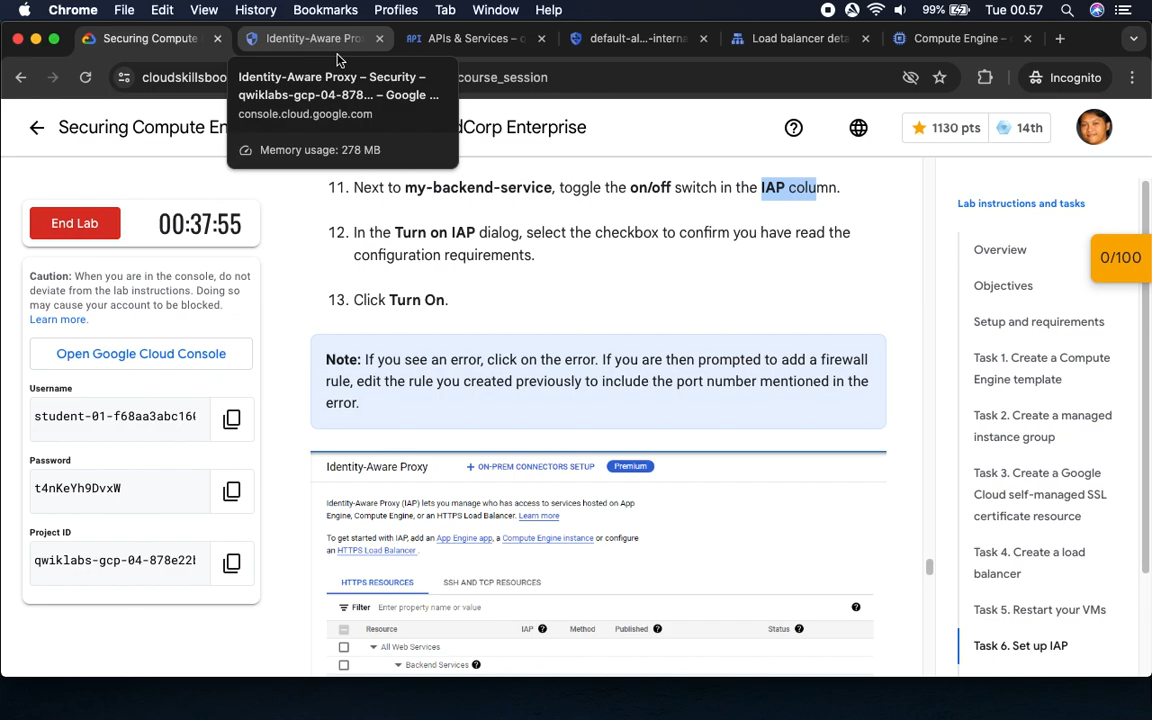 Chrome File Edit View History Bookmarks Profiles Tab Window Help 99% Tue 00.57
Securing Compute Identity-Aware Pro API APIs & Services – default-al...-interna Load balancer deta Compute Engine –
cloudskillsboo course_session Incognito
Identity-Aware Proxy – Security –
qwiklabs-gcp-04-878... – Google ...
console.cloud.google.com
Memory usage: 278 MB
Securing Compute En dCorp Enterprise 1130 pts 14th
End Lab 00:37:55
Caution: When you are in the console, do not
deviate from the lab instructions. Doing so
may cause your account to be blocked.
Learn more.
Open Google Cloud Console
Username
student-01-f68aa3abc16
Password
t4nKeYh9DvxW
Project ID
qwiklabs-gcp-04-878e22
11. Next to my-backend-service, toggle the on/off switch in the IAP column.
12. In the Turn on IAP dialog, select the checkbox to confirm you have read the
configuration requirements.
13. Click Turn On.
Note: If you see an error, click on the error. If you are then prompted to add a firewall
rule, edit the rule you created previously to include the port number mentioned in the
error.
Identity-Aware Proxy + ON-PREM CONNECTORS SETUP Premium
Identity-Aware Proxy (IAP) lets you manage who has access to services hosted on App
Engine, Compute Engine, or an HTTPS Load Balancer. Learn more
To get started with IAP, add an App Engine app, a Compute Engine instance or configure
an HTTPS Load Balancer .
HTTPS RESOURCES SSH AND TCP RESOURCES
Filter Enter property name or value
Resource IAP Method Published Status
All Web Services
Backend Services
Lab instructions and tasks
0/100
Overview
Objectives
Setup and requirements
Task 1. Create a Compute
Engine template
Task 2. Create a managed
instance group
Task 3. Create a Google
Cloud self-managed SSL
certificate resource
Task 4. Create a load
balancer
Task 5. Restart your VMs
Task 6. Set up IAP